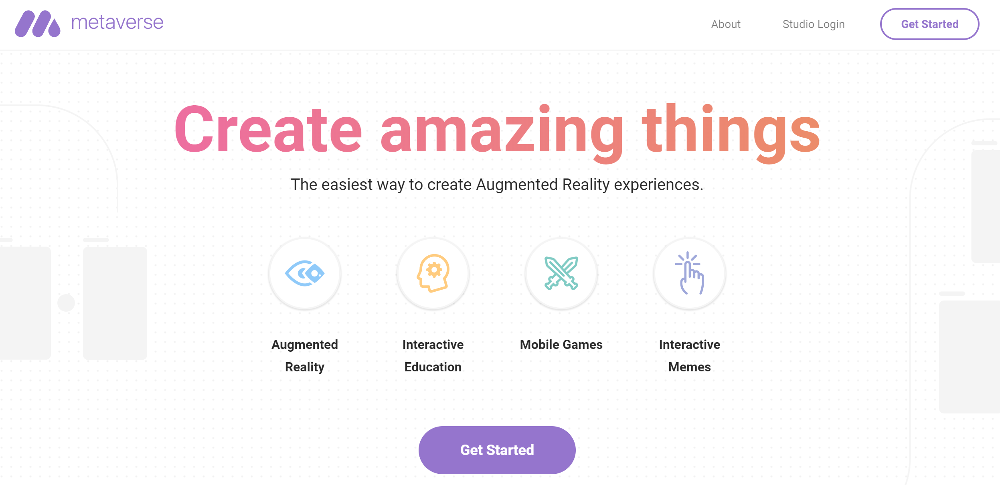 metaverse
About
Studio Login
Get Started
Create amazing things
The easiest way to create Augmented Reality experiences.
Augmented
Reality
Interactive
Education
Mobile Games
Interactive
Memes
Get Started